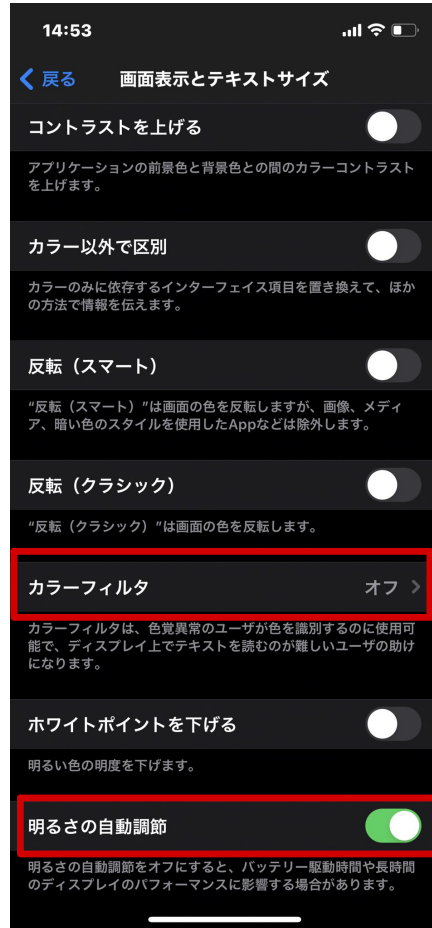 14:53
戻る 画面表示とテキストサイズ
コントラストを上げる
アプリケーションの前景色と背景色との間のカラーコントラスト
を上げます。
カラー以外で区別
カラーのみに依存するインターフェイス項目を置き換えて、ほか
の方法で情報を伝えます。
反転（スマート）
“反転（スマート）”は画面の色を反転しますが、画像、メディ
ア、暗い色のスタイルを使用したAppなどは除外します。
反転（クラシック）
“反転（クラシック）”は画面の色を反転します。
カラーフィルタ オフ
カラーフィルタは、色覚異常のユーザが色を識別するのに使用可
能で、ディスプレイ上でテキストを読むのが難しいユーザの助け
になります。
ホワイトポイントを下げる
明るい色の明度を下げます。
明るさの自動調節
明るさの自動調節をオフにすると、バッテリー駆動時間や長時間
のディスプレイのパフォーマンスに影響する場合があります。